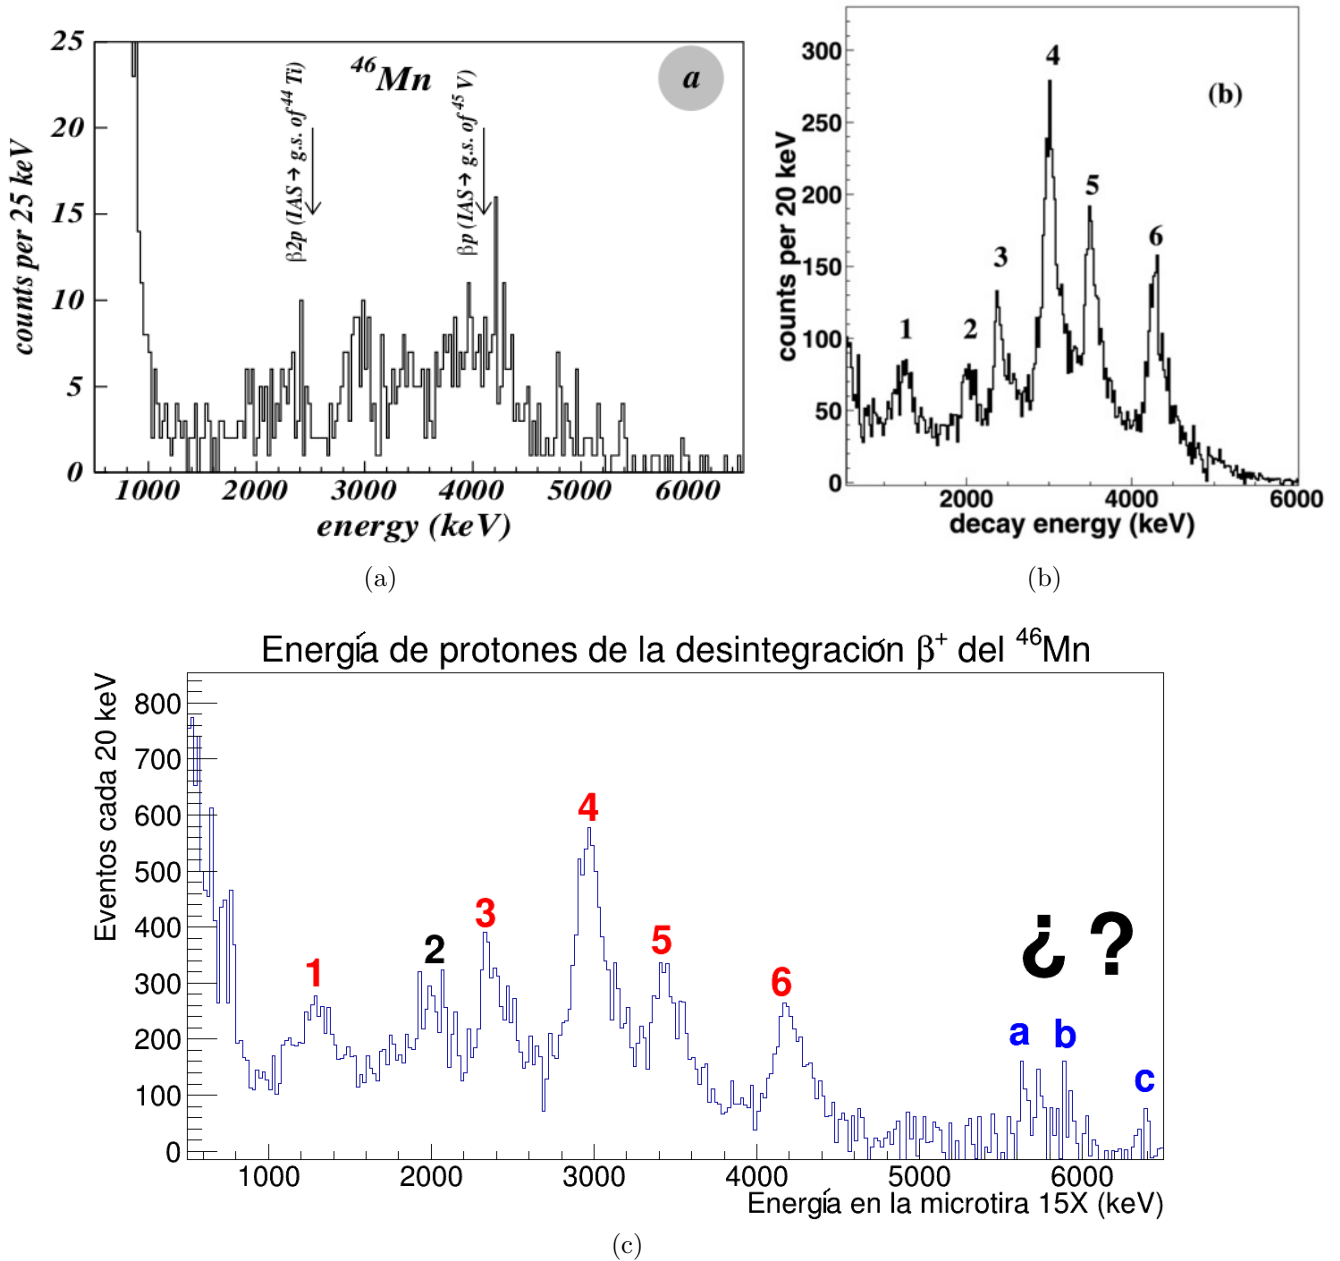 25
20
15
10
5
0
counts per 25 keV
⁴⁶Mn
a
β2p (IAS → g.s. of ⁴⁴Ti)
βp (IAS → g.s. of ⁴⁵V)
1000 2000 3000 4000 5000 6000
energy (keV)
(a)
300
250
200
150
100
50
0
counts per 20 keV
(b)
1 2 3 4 5 6
2000 4000 6000
decay energy (keV)
(b)
Energía de protones de la desintegración β⁺ del ⁴⁶Mn
Eventos cada 20 keV
800
700
600
500
400
300
200
100
0
1 2 3 4 5 6
¿ ?
a b c
1000 2000 3000 4000 5000 6000
Energía en la microtira 15X (keV)
(c)